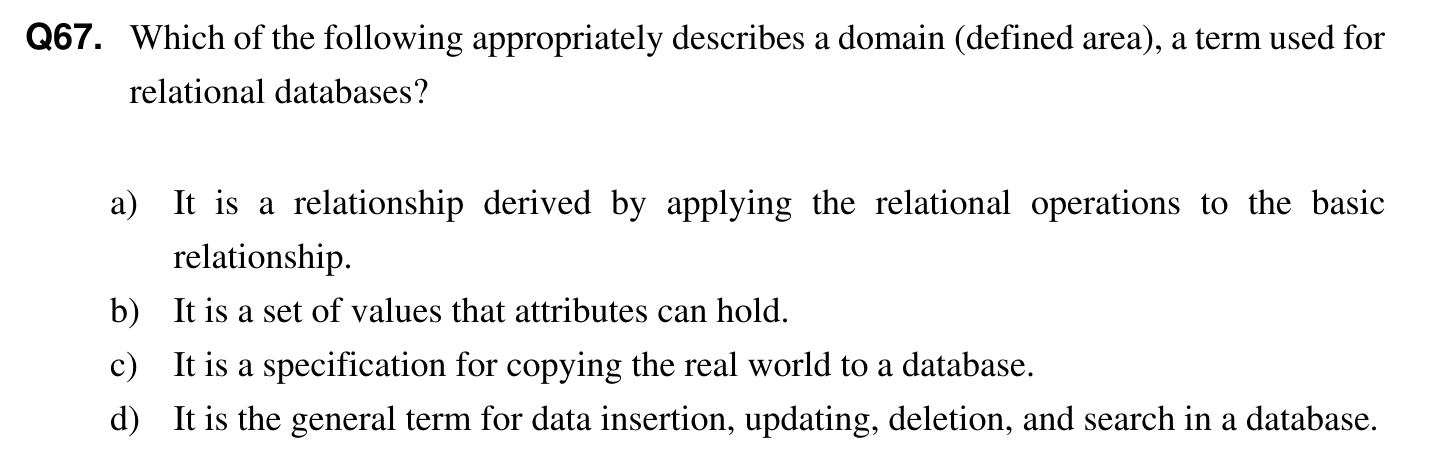 Q67. Which of the following appropriately describes a domain (defined area), a term used for
relational databases?
a) It is a relationship derived by applying the relational operations to the basic
relationship.
b) It is a set of values that attributes can hold.
c) It is a specification for copying the real world to a database.
d) It is the general term for data insertion, updating, deletion, and search in a database.